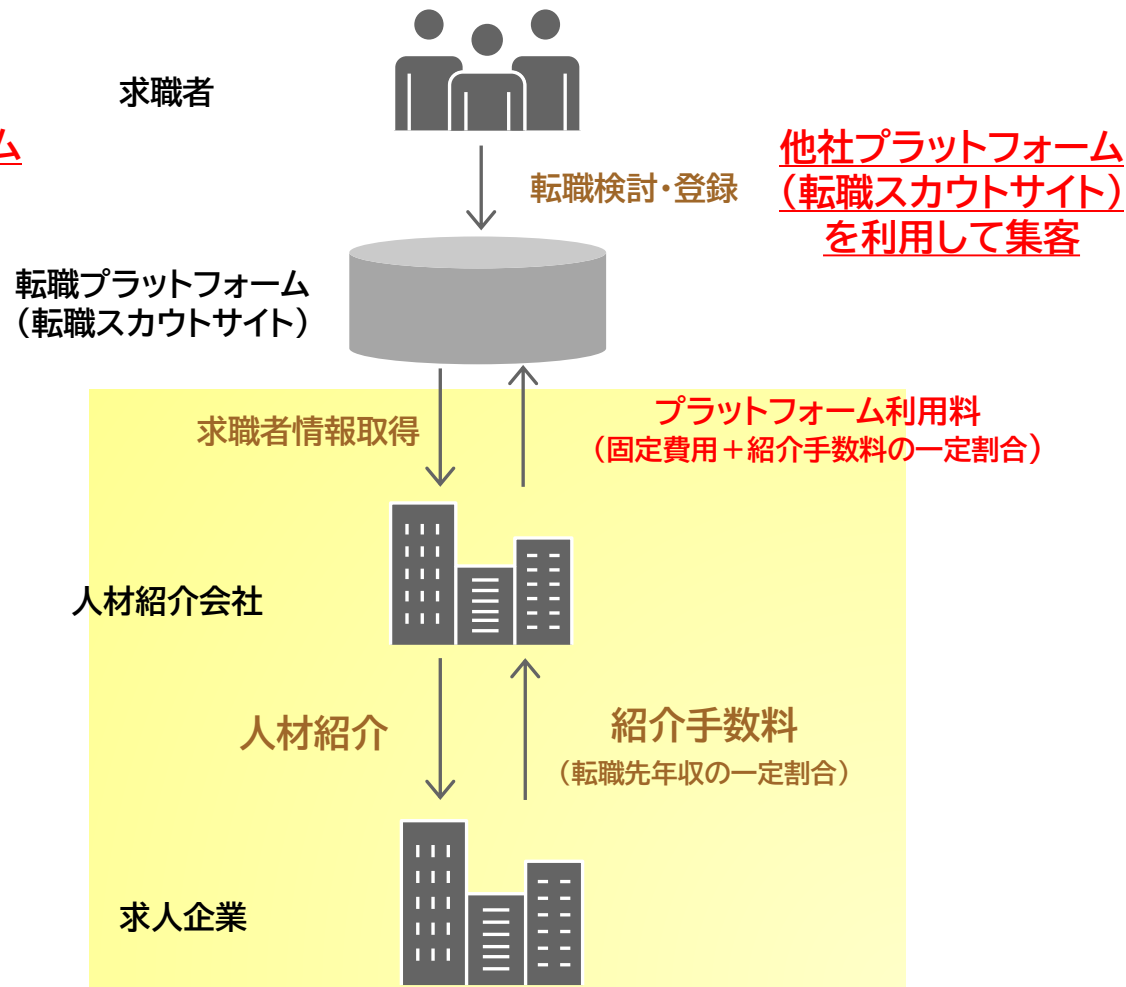 求職者
ム
他社プラットフォーム
（転職スカウトサイト）
を利用して集客
転職検討・登録
転職プラットフォーム
（転職スカウトサイト）
求職者情報取得
プラットフォーム利用料
（固定費用＋紹介手数料の一定割合）
人材紹介会社
人材紹介
紹介手数料
（転職先年収の一定割合）
求人企業